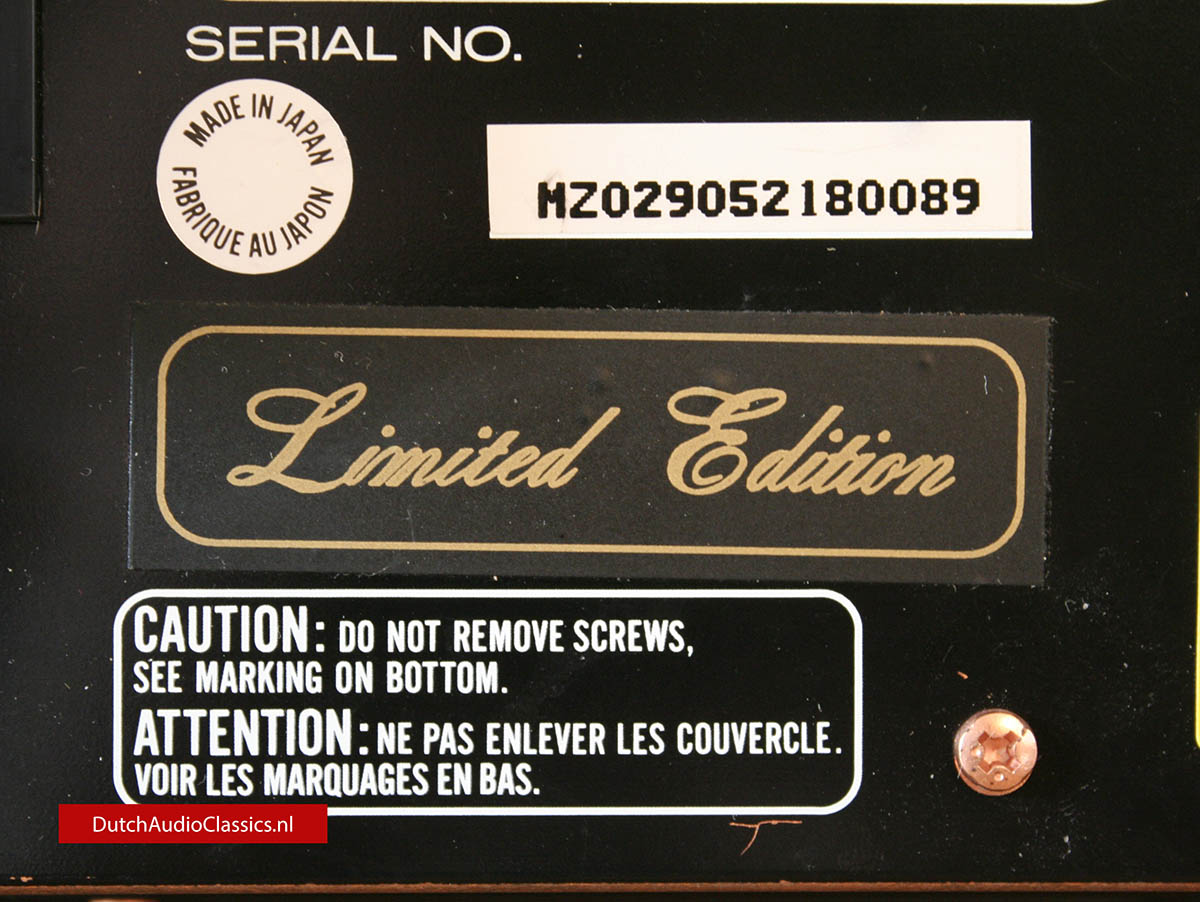 SERIAL NO.
MADE IN JAPAN
FABRIQUE AU JAPON
MZ029052180089
Limited Edition
CAUTION: DO NOT REMOVE SCREWS,
SEE MARKING ON BOTTOM.
ATTENTION: NE PAS ENLEVER LES COUVERCLE.
VOIR LES MARQUAGES EN BAS.
DutchAudioClassics.nl